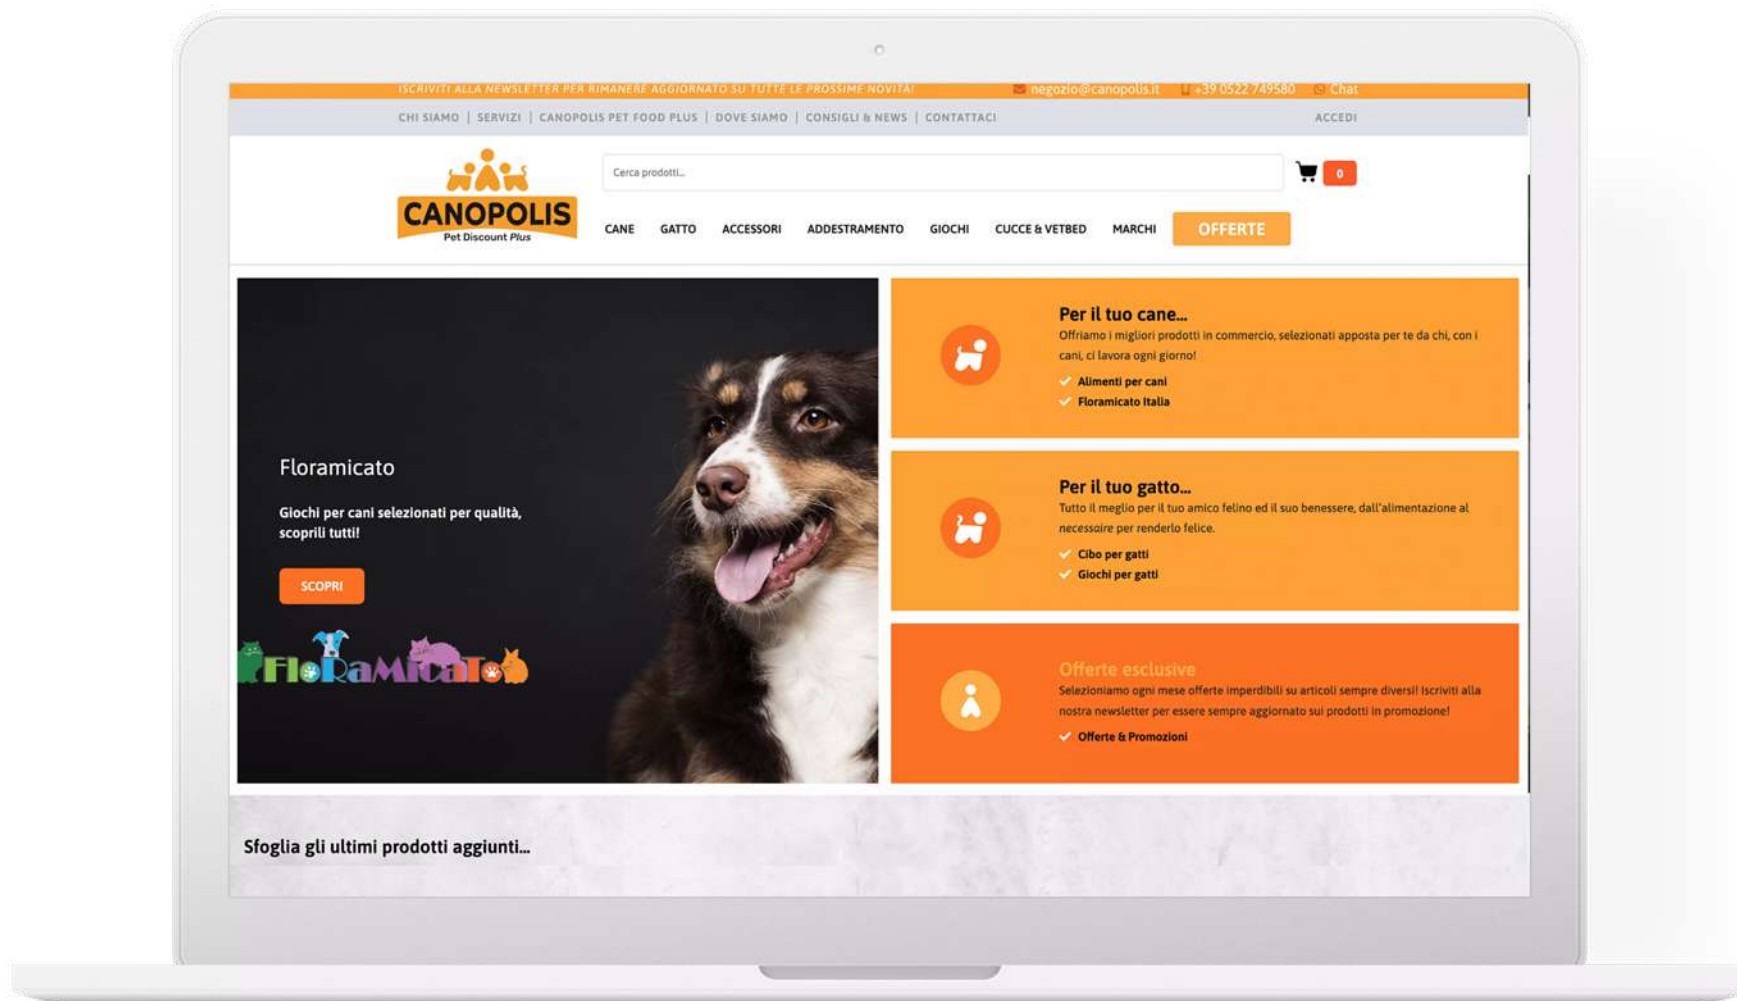 ISCRIVITI ALLA NEWSLETTER PER RIMANERE AGGIORNATO SU TUTTE LE PROSSIME NOVITÀ!
negozio@canopolis.it +39 0522 749580 Chat
CHI SIAMO | SERVIZI | CANOPOLIS PET FOOD PLUS | DOVE SIAMO | CONSIGLI & NEWS | CONTATTACI
ACCEDI
CANOPOLIS
Pet Discount Plus
Cerca prodotti...
0
CANE GATTO ACCESSORI ADDESTRAMENTO GIOCHI CUCCE & VETBED MARCHI OFFERTE
Floramicato
Giochi per cani selezionati per qualità,
scoprili tutti!
SCOPRI
FloRaMicaTo
Per il tuo cane...
Offriamo i migliori prodotti in commercio, selezionati apposta per te da chi, con i
cani, ci lavora ogni giorno!
Alimenti per cani
Floramicato Italia
Per il tuo gatto...
Tutto il meglio per il tuo amico felino ed il suo benessere, dall'alimentazione al
necessaire per renderlo felice.
Cibo per gatti
Giochi per gatti
Offerte esclusive
Selezioniamo ogni mese offerte imperdibili su articoli sempre diversi! Iscriviti alla
nostra newsletter per essere sempre aggiornato sui prodotti in promozione!
Offerte & Promozioni
Sfoglia gli ultimi prodotti aggiunti...